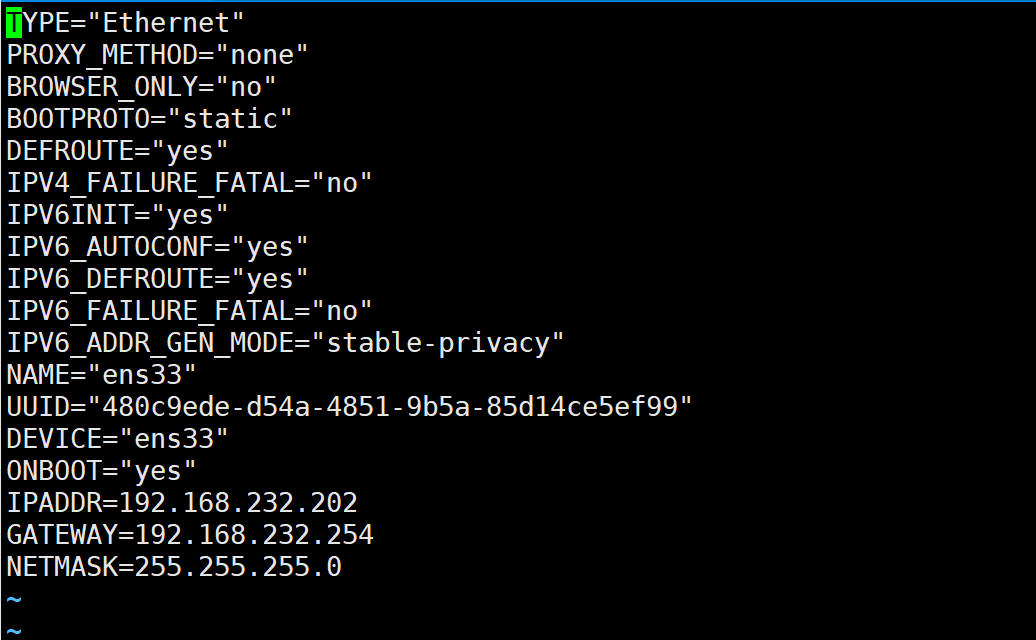 TYPE="Ethernet"
PROXY_METHOD="none"
BROWSER_ONLY="no"
BOOTPROTO="static"
DEFROUTE="yes"
IPV4_FAILURE_FATAL="no"
IPV6INIT="yes"
IPV6_AUTOCONF="yes"
IPV6_DEFROUTE="yes"
IPV6_FAILURE_FATAL="no"
IPV6_ADDR_GEN_MODE="stable-privacy"
NAME="ens33"
UUID="480c9ede-d54a-4851-9b5a-85d14ce5ef99"
DEVICE="ens33"
ONBOOT="yes"
IPADDR=192.168.232.202
GATEWAY=192.168.232.254
NETMASK=255.255.255.0
~
~